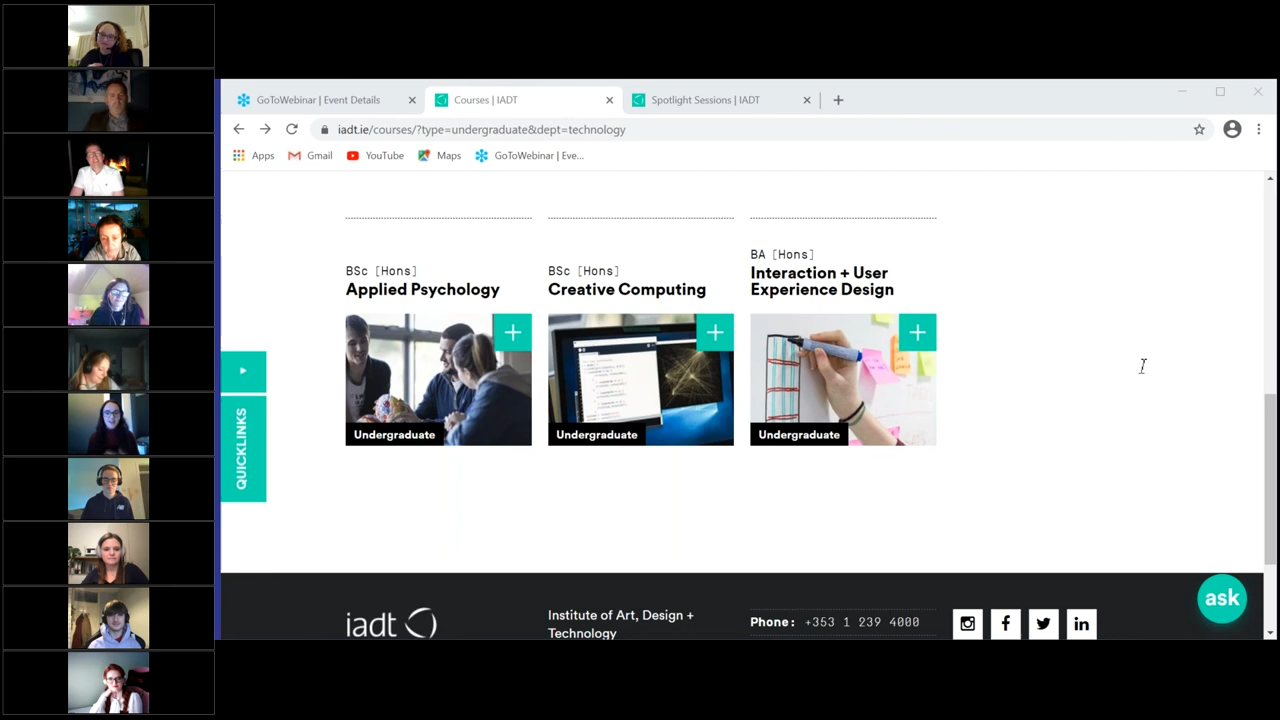 GoToWebinar | Event Details
Courses | IADT
Spotlight Sessions | IADT
iadt.ie/courses/?type=undergraduate&dept=technology
Apps
Gmail
YouTube
Maps
GoToWebinar | Eve...
BSc [Hons]
Applied Psychology
BSc [Hons]
Creative Computing
BA [Hons]
Interaction + User
Experience Design
Undergraduate
Undergraduate
Undergraduate
QUICKLINKS
iadt
Institute of Art, Design +
Technology
Phone: +353 1 239 4000
ask